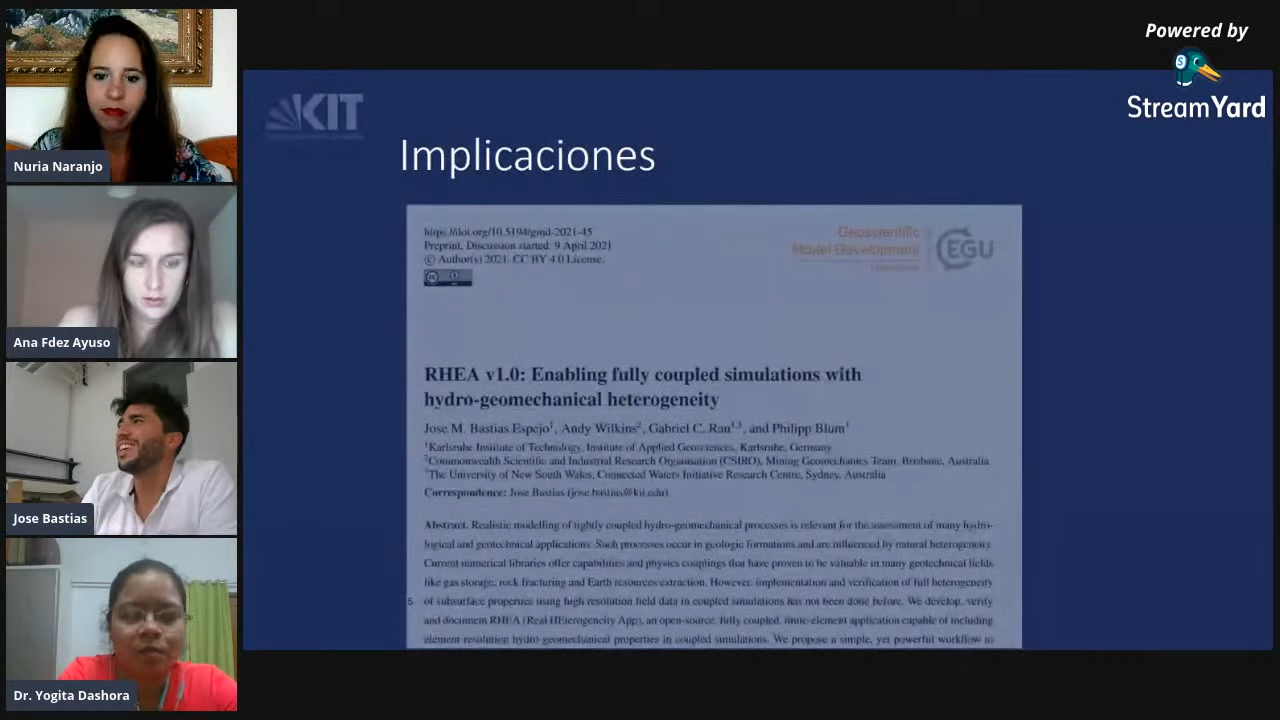 Powered by
StreamYard
Nuria Naranjo
Ana Fdez Ayuso
Jose Bastias
Dr. Yogita Dashora
KIT
Implicaciones
https://doi.org/10.5194/gmd-2021-45
Preprint. Discussion started: 9 April 2021
© Author(s) 2021. CC BY 4.0 License.
Geoscientific
Model Development
EGU
RHEA v1.0: Enabling fully coupled simulations with
hydro-geomechanical heterogeneity
Jose M. Bastias Espejo1, Andy Wilkins2, Gabriel C. Rau1,3, and Philipp Blum1
1Karlsruhe Institute of Technology, Institute of Applied Geosciences, Karlsruhe, Germany
2Commonwealth Scientific and Industrial Research Organisation (CSIRO), Mining Geomechanics Team, Brisbane, Australia
3The University of New South Wales, Connected Waters Initiative Research Centre, Sydney, Australia
Correspondence: Jose Bastias (jose.bastias@kit.edu)
Abstract. Realistic modelling of tightly coupled hydro-geomechanical processes is relevant for the assessment of many hydro-
logical and geotechnical applications. Such processes occur in geologic formations and are influenced by natural heterogeneity.
Current numerical libraries offer capabilities and physics couplings that have proven to be valuable in many geotechnical fields
like gas storage, rock fracturing and Earth resources extraction. However, implementation and verification of full heterogeneity
5 of subsurface properties using high resolution field data in coupled simulations has not been done before. We develop, verify
and document RHEA (Real HEterogeneity App), an open-source, fully coupled, finite-element application capable of including
element-resolution hydro-geomechanical properties in coupled simulations. We propose a simple, yet powerful workflow to